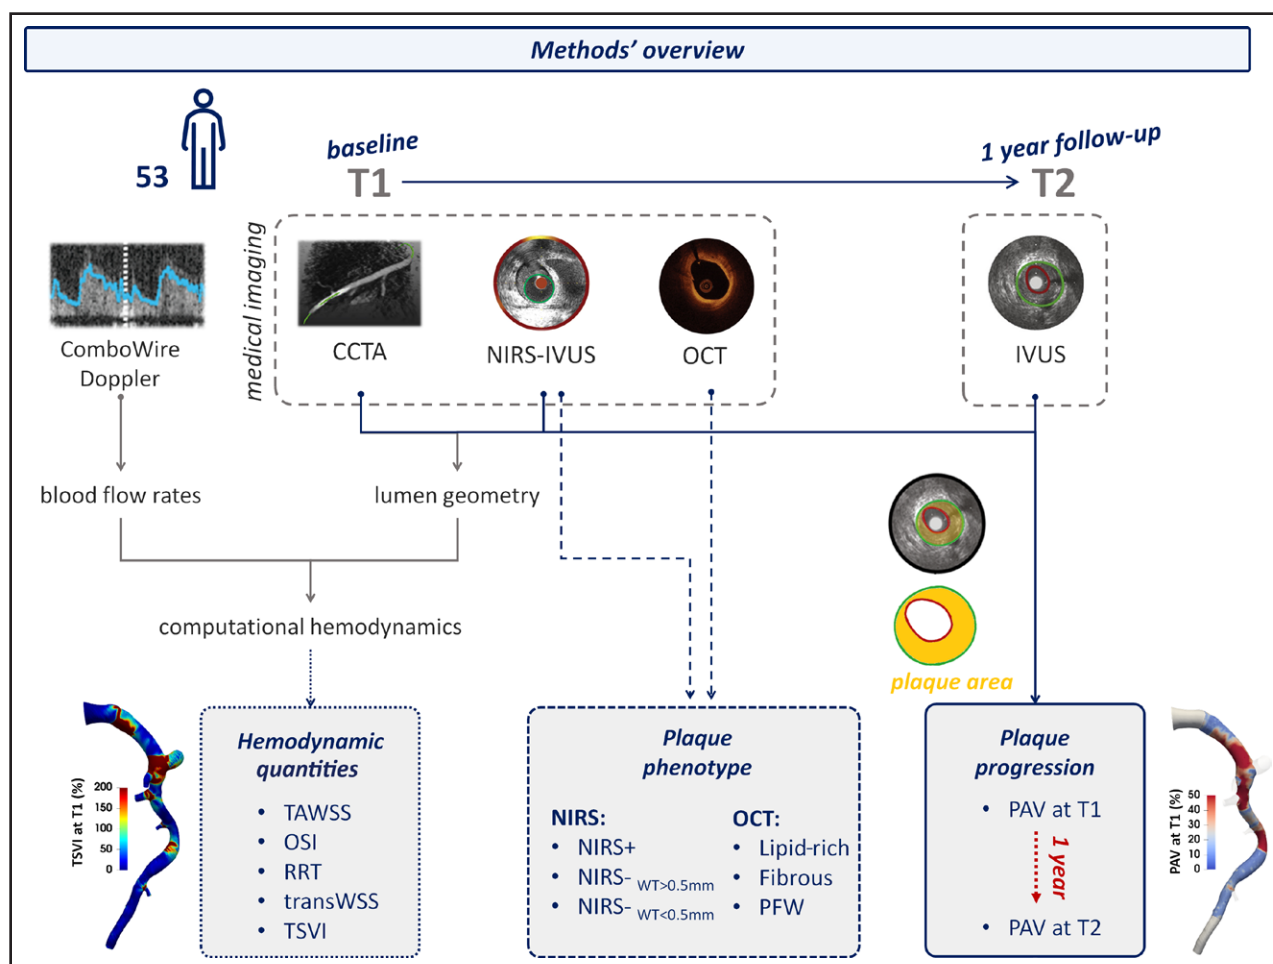 Methods' overview
53
baseline
T1
1 year follow-up
T2
medical imaging
ComboWire
Doppler
CCTA
NIRS-IVUS
OCT
IVUS
blood flow rates
lumen geometry
computational hemodynamics
plaque area
TSVI at T1 (%)
200
150
100
50
0
Hemodynamic
quantities
• TAWSS
• OSI
• RRT
• transWSS
• TSVI
Plaque
phenotype
NIRS:
• NIRS+
• NIRS- WT>0.5mm
• NIRS- WT<0.5mm
OCT:
• Lipid-rich
• Fibrous
• PFW
Plaque
progression
• PAV at T1
1 year
• PAV at T2
PAV at T1 (%)
50
40
30
20
10
0